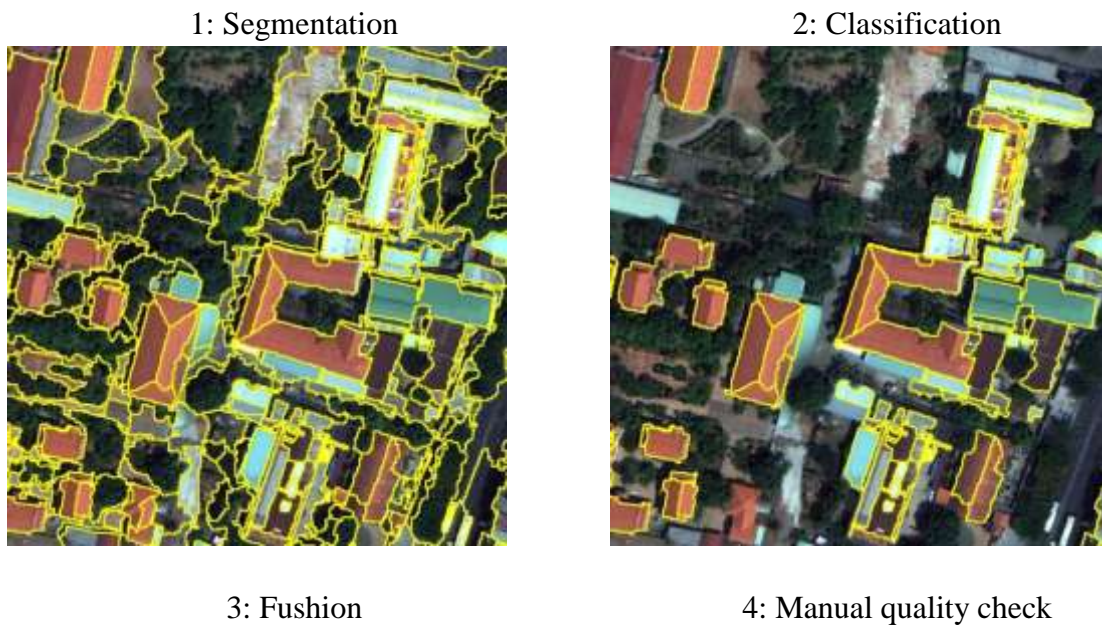 1: Segmentation
2: Classification
3: Fushion
4: Manual quality check